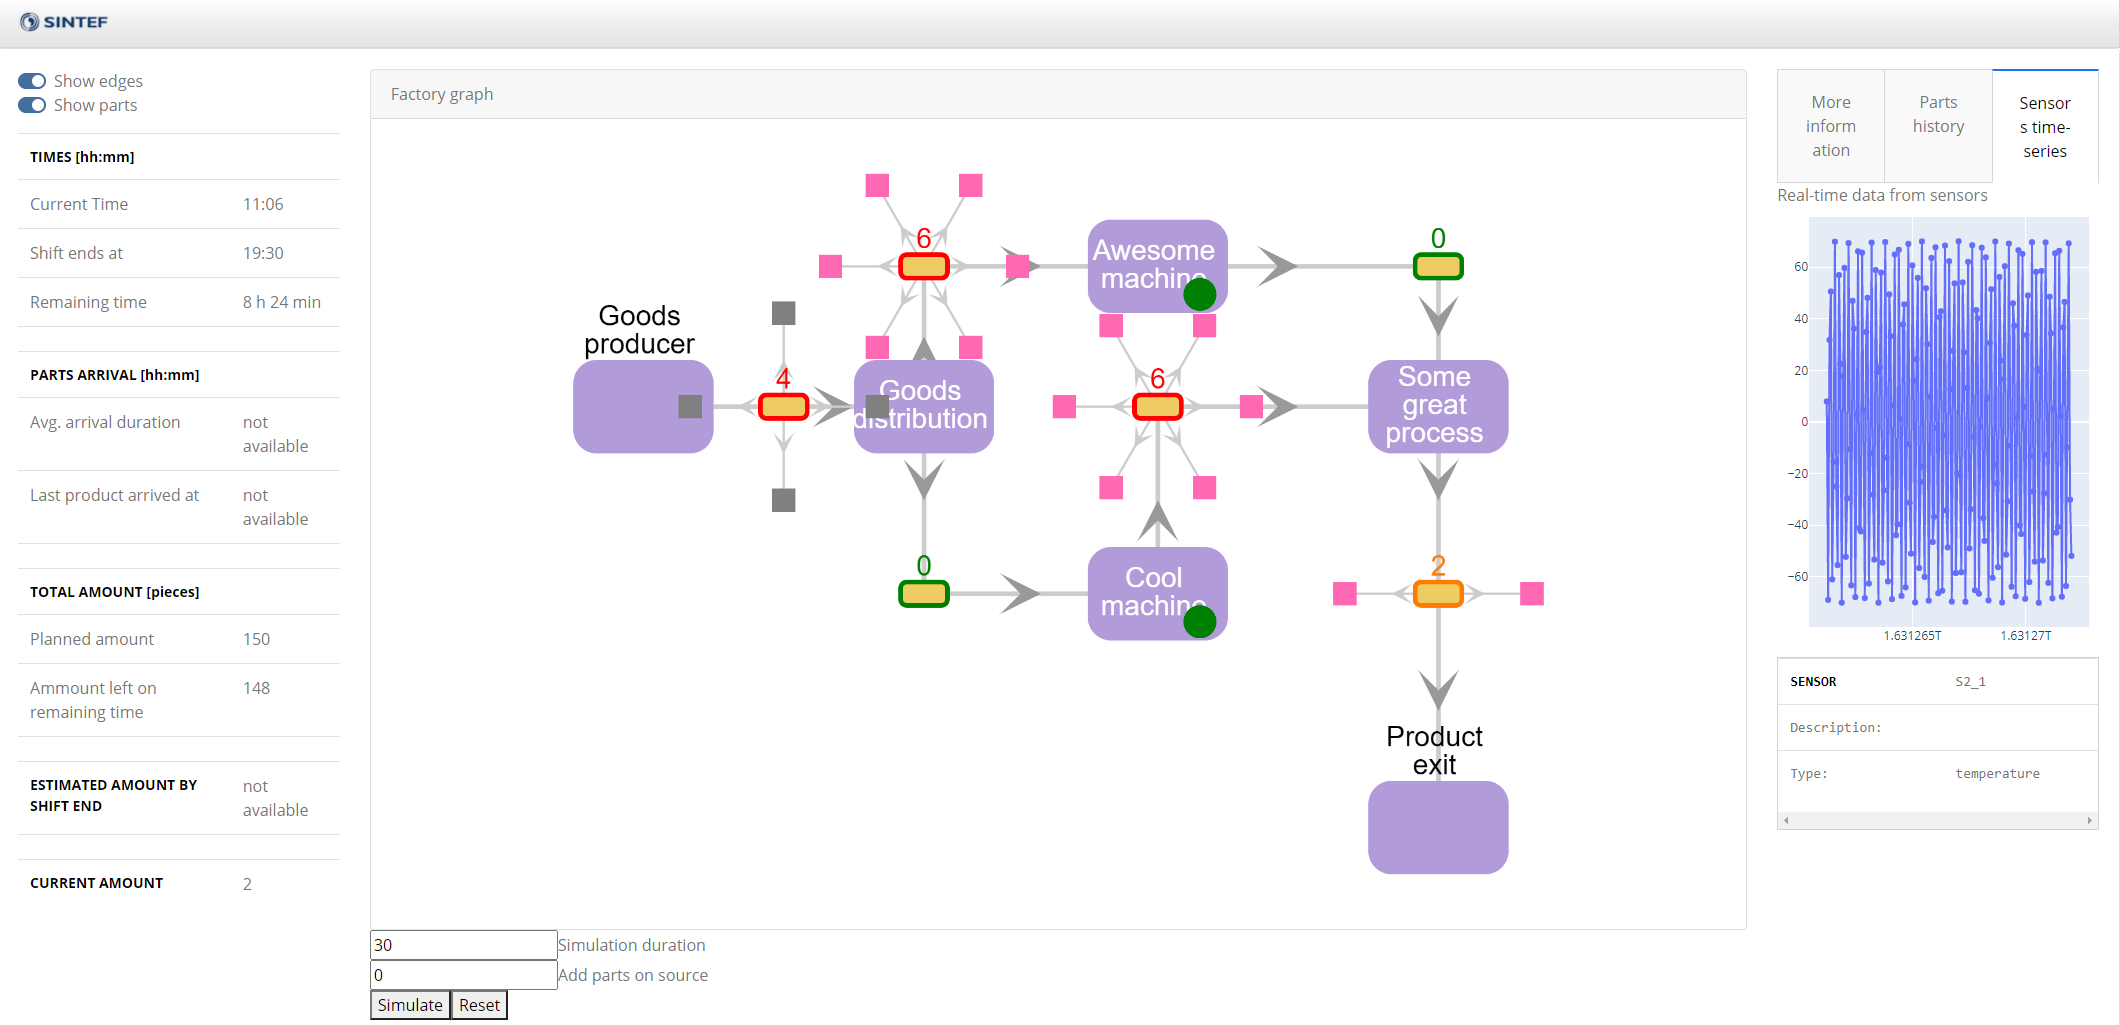 SINTEF
Show edges
Show parts
TIMES [hh:mm]
Current Time 11:06
Shift ends at 19:30
Remaining time 8 h 24 min
PARTS ARRIVAL [hh:mm]
Avg. arrival duration not
available
Last product arrived at not
available
TOTAL AMOUNT [pieces]
Planned amount 150
Ammount left on 148
remaining time
ESTIMATED AMOUNT BY not
SHIFT END available
CURRENT AMOUNT 2
Factory graph
6
Awesome
machine
0
Goods
producer
4
Goods
distribution
6
Some
great
process
0
Cool
machine
2
Product
exit
30 Simulation duration
0 Add parts on source
Simulate Reset
More
inform
ation
Parts
history
Sensor
s time-
series
Real-time data from sensors
60
40
20
0
−20
−40
−60
1.631265T 1.63127T
SENSOR S2_1
Description:
Type: temperature